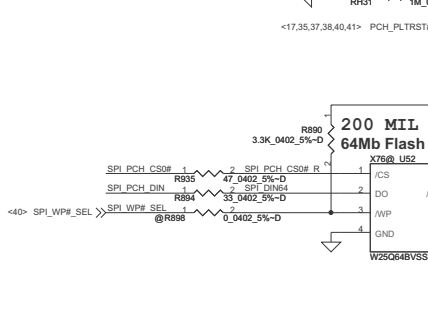 RH31
<17,35,37,38,40,41> PCH_PLTRST#
R890
3.3K_0402_5%~D
1
2
200 MIL
64Mb Flash
X76@ U52
SPI_PCH_CS0# 1 2 SPI_PCH_CS0#_R 1 /CS
R935 47_0402_5%~D
SPI_PCH_DIN 1 2 SPI_DIN64 2 DO
R894 33_0402_5%~D
<40> SPI_WP#_SEL SPI_WP#_SEL 1 2 3 /WP
@R898 0_0402_5%~D
4 GND
W25Q64BVSS